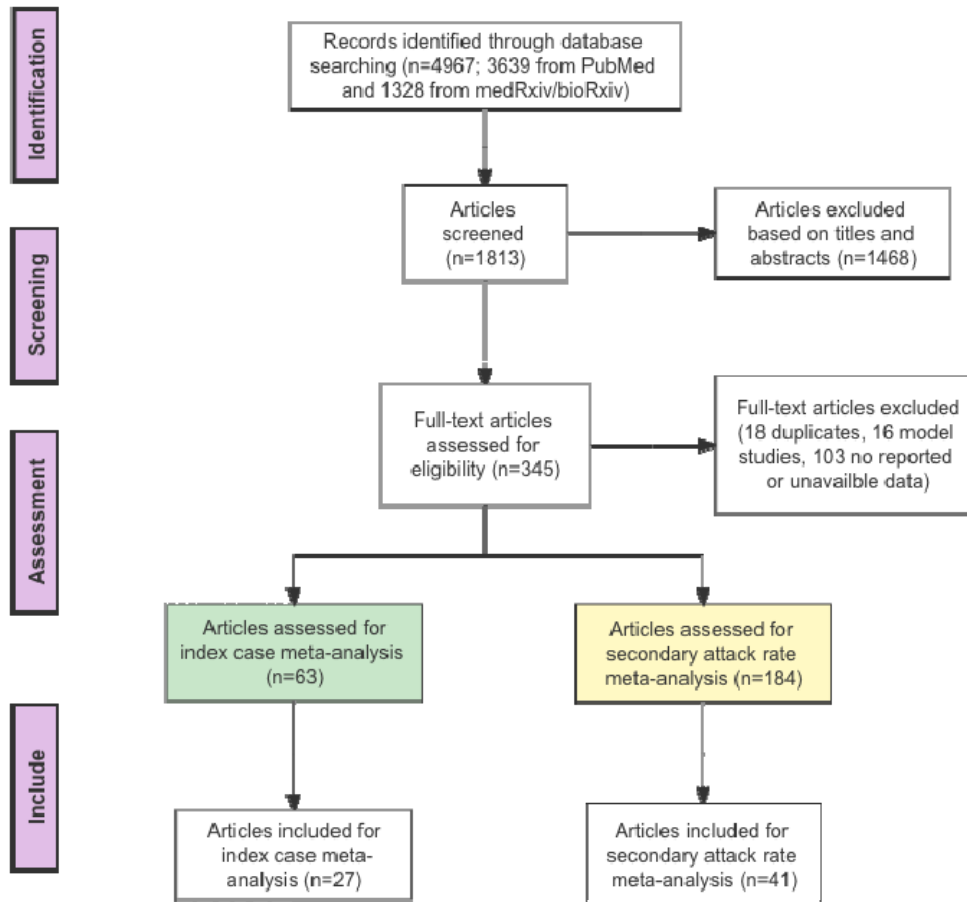 Identification
Records identified through database
searching (n=4967; 3639 from PubMed
and 1328 from medRxiv/bioRxiv)
Screening
Articles
screened
(n=1813)
Articles excluded
based on titles and
abstracts (n=1468)
Assessment
Full-text articles
assessed for
eligibility (n=345)
Full-text articles excluded
(18 duplicates, 16 model
studies, 103 no reported
or unavailble data)
Articles assessed for
index case meta-analysis
(n=63)
Articles assessed for
secondary attack rate
meta-analysis (n=184)
Include
Articles included for
index case meta-
analysis (n=27)
Articles included for
secondary attack rate
meta-analysis (n=41)